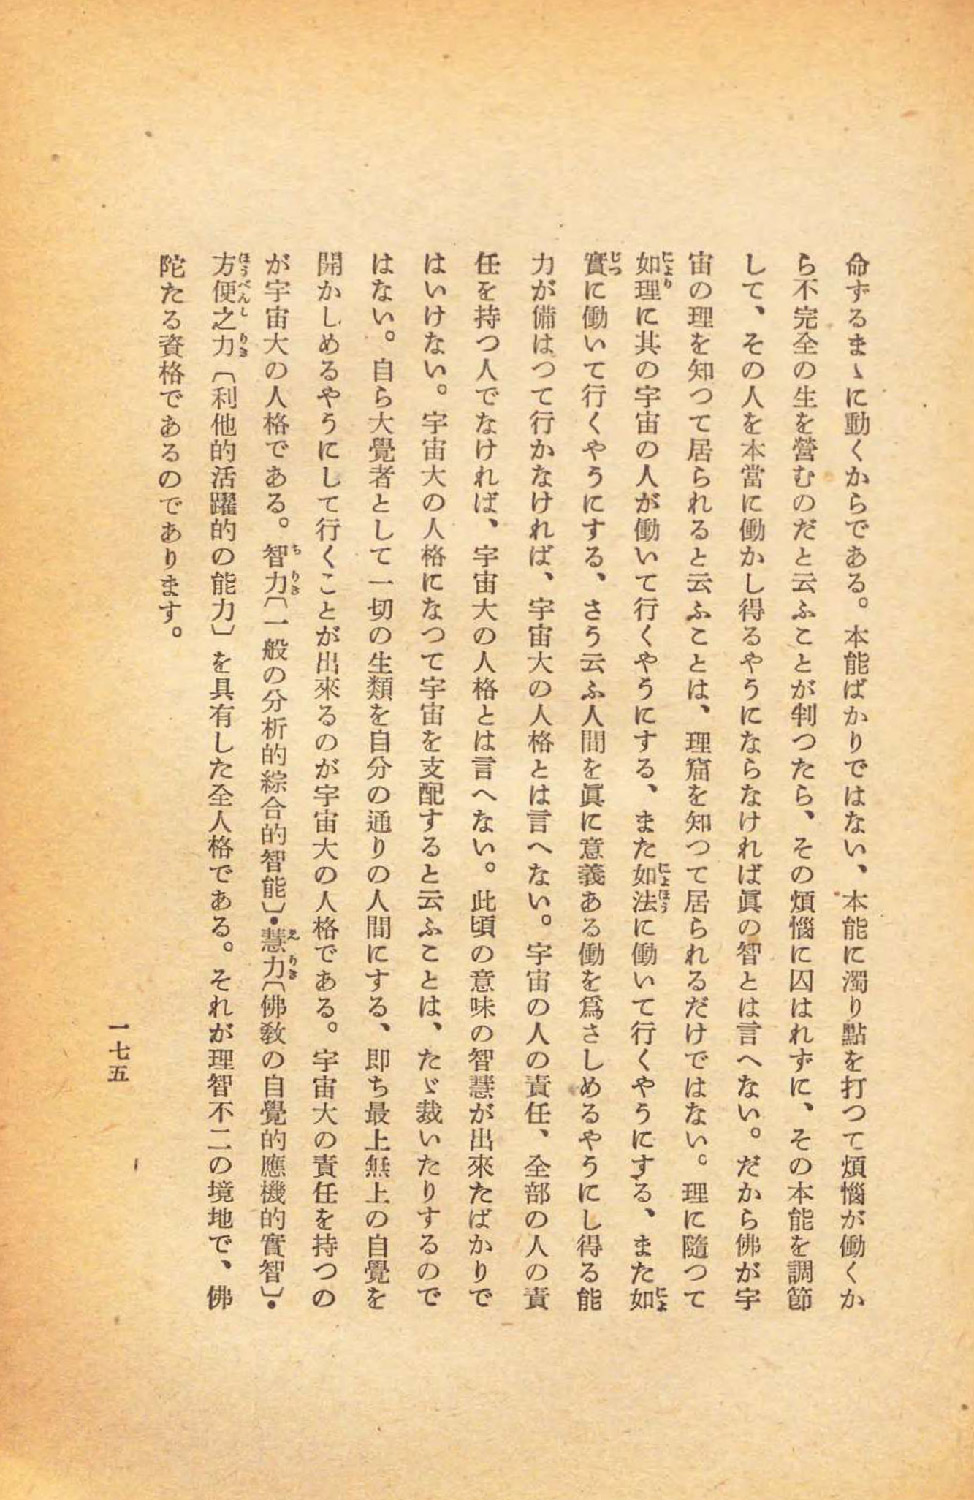 命するまゝに動くからである。本能ばかりではない、本能に濁り點を打つて煩惱が働くか
ら不完全の生を營むのだと云ふことが判つたら、その煩惱に囚はれずに、その本能を調節
して、その人を本當に働かし得るやうにならなければ眞の智とは言へない。だから佛が宇
宙の理を知つて居られると云ふことは、理窟を知つて居られるだけではない。理に隨つて
如理に其の宇宙の人が働いて行くやうにする、また如法に働いて行くやうにする、また如
實に働いて行くやうにする、さう云ふ人間を眞に意義ある働を爲さしめるやうにし得る能
力が備はつて行かなければ、宇宙大の人格とは言へない。宇宙の人の責任、全部の人の責
任を持つ人でなければ、宇宙大の人格とは言へない。此頃の意味の智慧が出來たばかりで
はいけない。宇宙大の人格になつて宇宙を支配すると云ふことは、たゞ裁いたりするので
はない。自ら大覺者として一切の生類を自分の通りの人間にする、即ち最上無上の自覺を
開かしめるやうにして行くことが出來るのが宇宙大の人格である。宇宙大の責任を持つの
が宇宙大の人格である。智力〔一般の分析的綜合的智能〕・慧力〔佛敎の自覺的應機的實智〕・
方便之力〔利他的活躍的の能力〕を具有した全人格である。それが理智不二の境地で、佛
陀たる資格であるのであります。
一七五